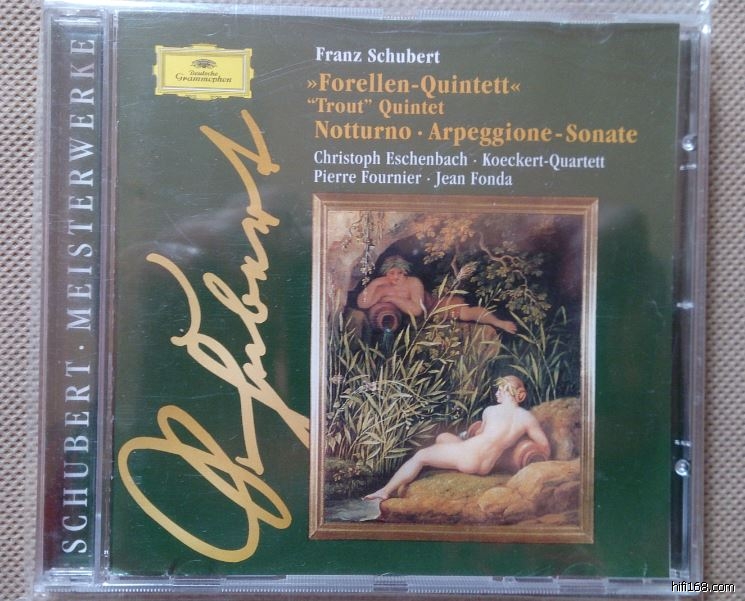 SCHUBERT · MEISTERWERKE
Deutsche
Grammophon
Franz Schubert
»Forellen-Quintett«
“Trout” Quintet
Notturno · Arpeggione-Sonate
Christoph Eschenbach · Koeckert-Quartett
Pierre Fournier · Jean Fonda
Schubert
hifi168.com